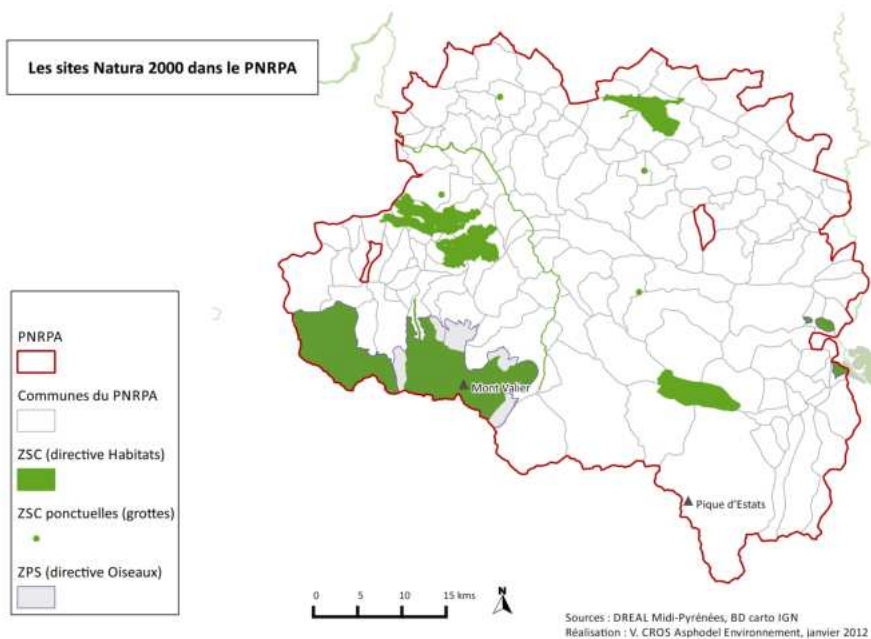 Les sites Natura 2000 dans le PNRPA
PNRPA
Communes du PNRPA
ZSC (directive Habitats)
ZSC ponctuelles (grottes)
ZPS (directive Oiseaux)
Mont Valier
Pique d'Estats
0 5 10 15 kms
N
Sources : DREAL Midi-Pyrénées, BD carto IGN
Réalisation : V. CROS Asphodel Environnement, janvier 2012